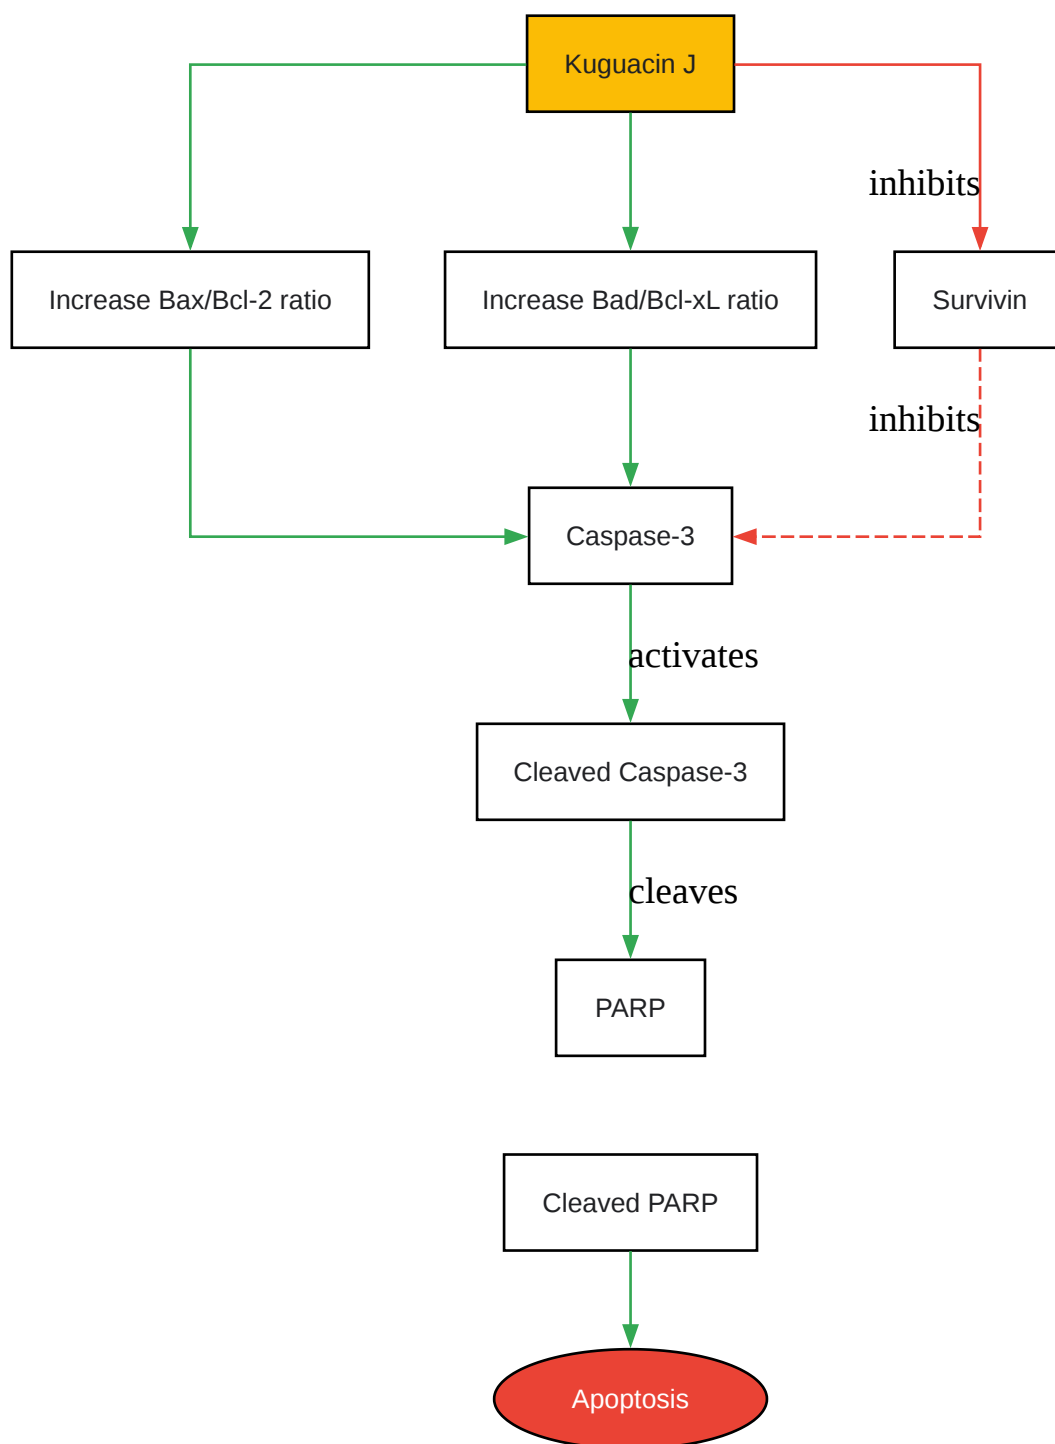 Kuguacin J
inhibits
Increase Bax/Bcl-2 ratio
Increase Bad/Bcl-xL ratio
Survivin
inhibits
Caspase-3
activates
Cleaved Caspase-3
cleaves
PARP
Cleaved PARP
Apoptosis